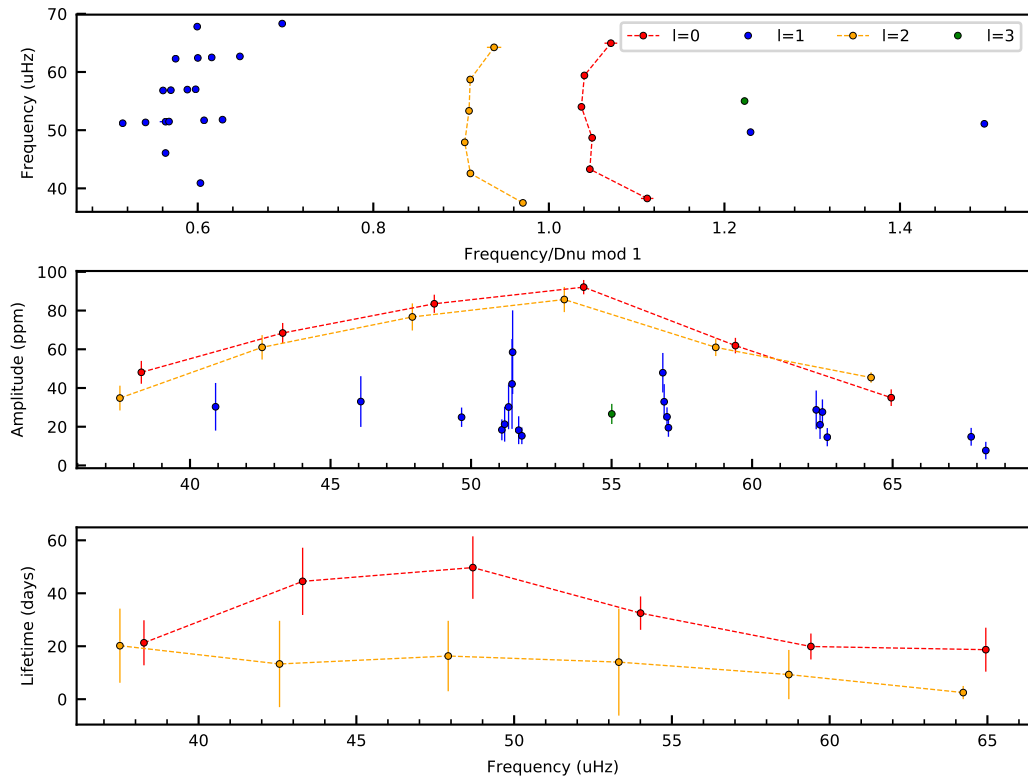 70
60
50
40
Frequency (uHz)
l=0 l=1 l=2 l=3
0.6 0.8 1.0 1.2 1.4
Frequency/Dnu mod 1
100
80
60
40
20
0
Amplitude (ppm)
40 45 50 55 60 65
60
40
20
0
Lifetime (days)
40 45 50 55 60 65
Frequency (uHz)